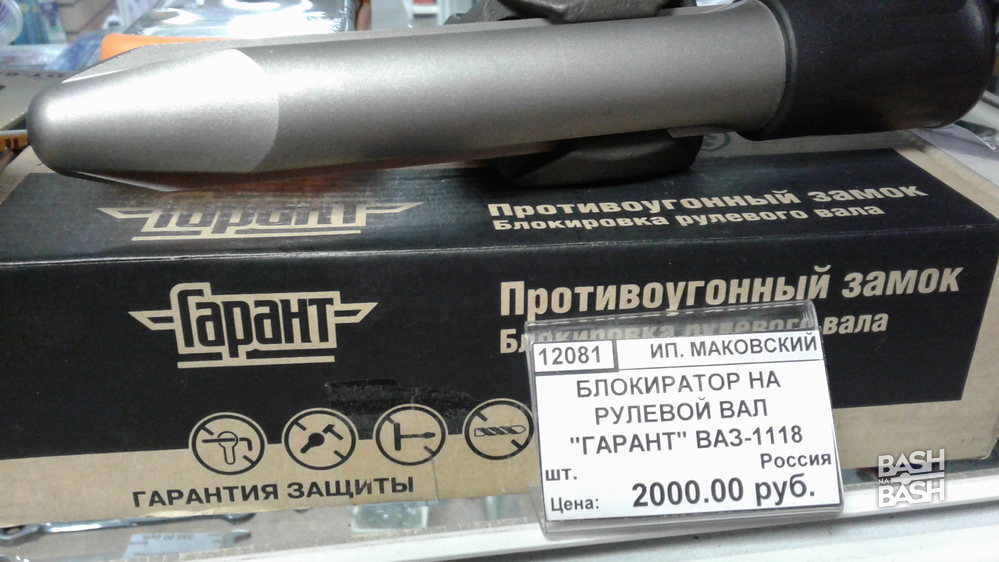 Гарант
Противоугонный замок
Блокировка рулевого вала
Гарант
Противоугонный замок
Блокировка рулевого вала
ГАРАНТИЯ ЗАЩИТЫ
12081 ИП. МАКОВСКИЙ
БЛОКИРАТОР НА
РУЛЕВОЙ ВАЛ
"ГАРАНТ" ВАЗ-1118
шт. Россия
Цена: 2000.00 руб.
BASH
НА
BASH